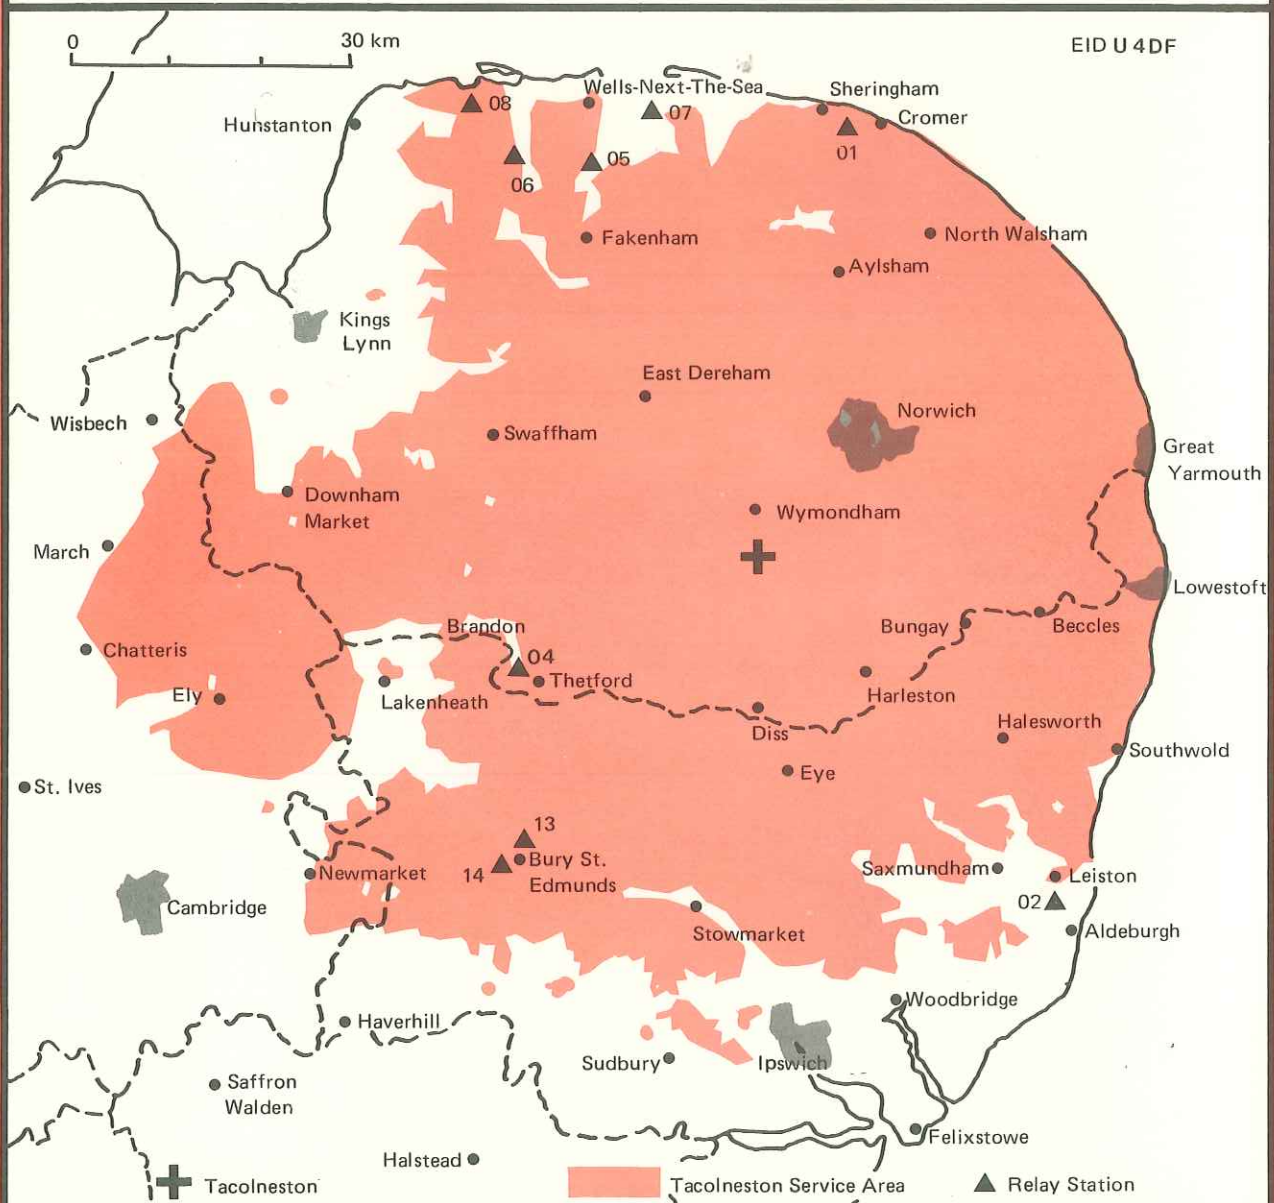 0 30 km
EID U 4DF
Wells-Next-The-Sea
Sheringham
08
07
Cromer
Hunstanton
01
05
06
Fakenham
North Walsham
Aylsham
Kings
Lynn
East Dereham
Wisbech
Norwich
Swaffham
Great
Yarmouth
Downham
Market
Wymondham
March
Lowestoft
Brandon
Bungay
Beccles
Chatteris
04
Thetford
Ely
Lakenheath
Harleston
Diss
Halesworth
Southwold
Eye
St. Ives
13
Bury St.
Edmunds
14
Newmarket
Saxmundham
Leiston
02
Cambridge
Stowmarket
Aldeburgh
Woodbridge
Haverhill
Sudbury
Ipswich
Saffron
Walden
Felixstowe
Halstead
Tacolneston
Tacolneston Service Area
Relay Station